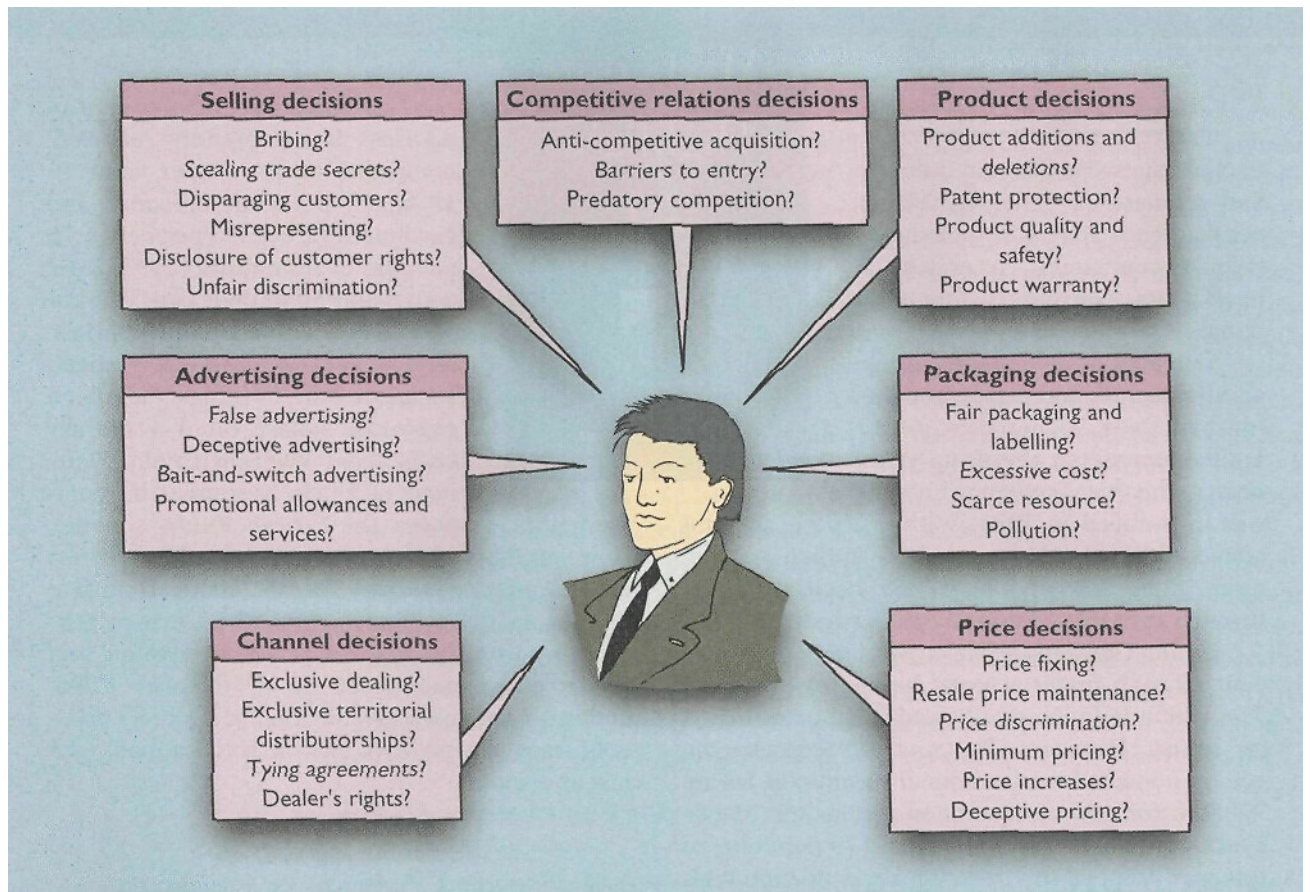 Selling decisions
Bribing?
Stealing trade secrets?
Disparaging customers?
Misrepresenting?
Disclosure of customer rights?
Unfair discrimination?
Competitive relations decisions
Anti-competitive acquisition?
Barriers to entry?
Predatory competition?
Product decisions
Product additions and
deletions?
Patent protection?
Product quality and
safety?
Product warranty?
Advertising decisions
False advertising?
Deceptive advertising?
Bait-and-switch advertising?
Promotional allowances and
services?
Packaging decisions
Fair packaging and
labelling?
Excessive cost?
Scarce resource?
Pollution?
Channel decisions
Exclusive dealing?
Exclusive territorial
distributorships?
Tying agreements?
Dealer's rights?
Price decisions
Price fixing?
Resale price maintenance?
Price discrimination?
Minimum pricing?
Price increases?
Deceptive pricing?